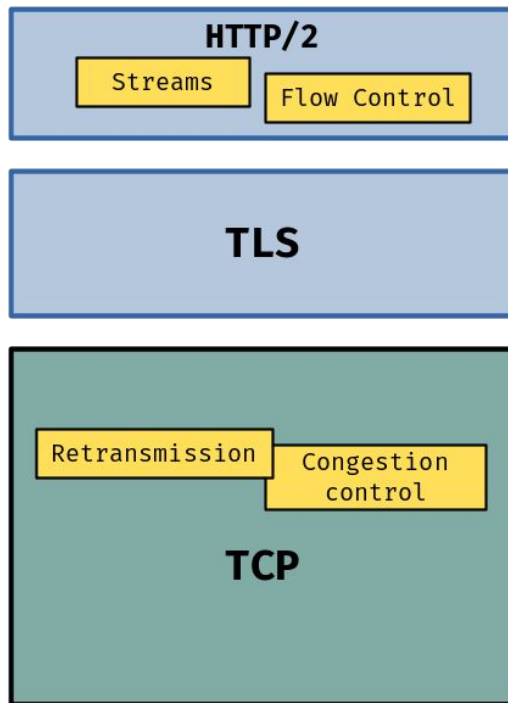 HTTP/2
Streams
Flow Control
TLS
Retransmission
Congestion
control
TCP